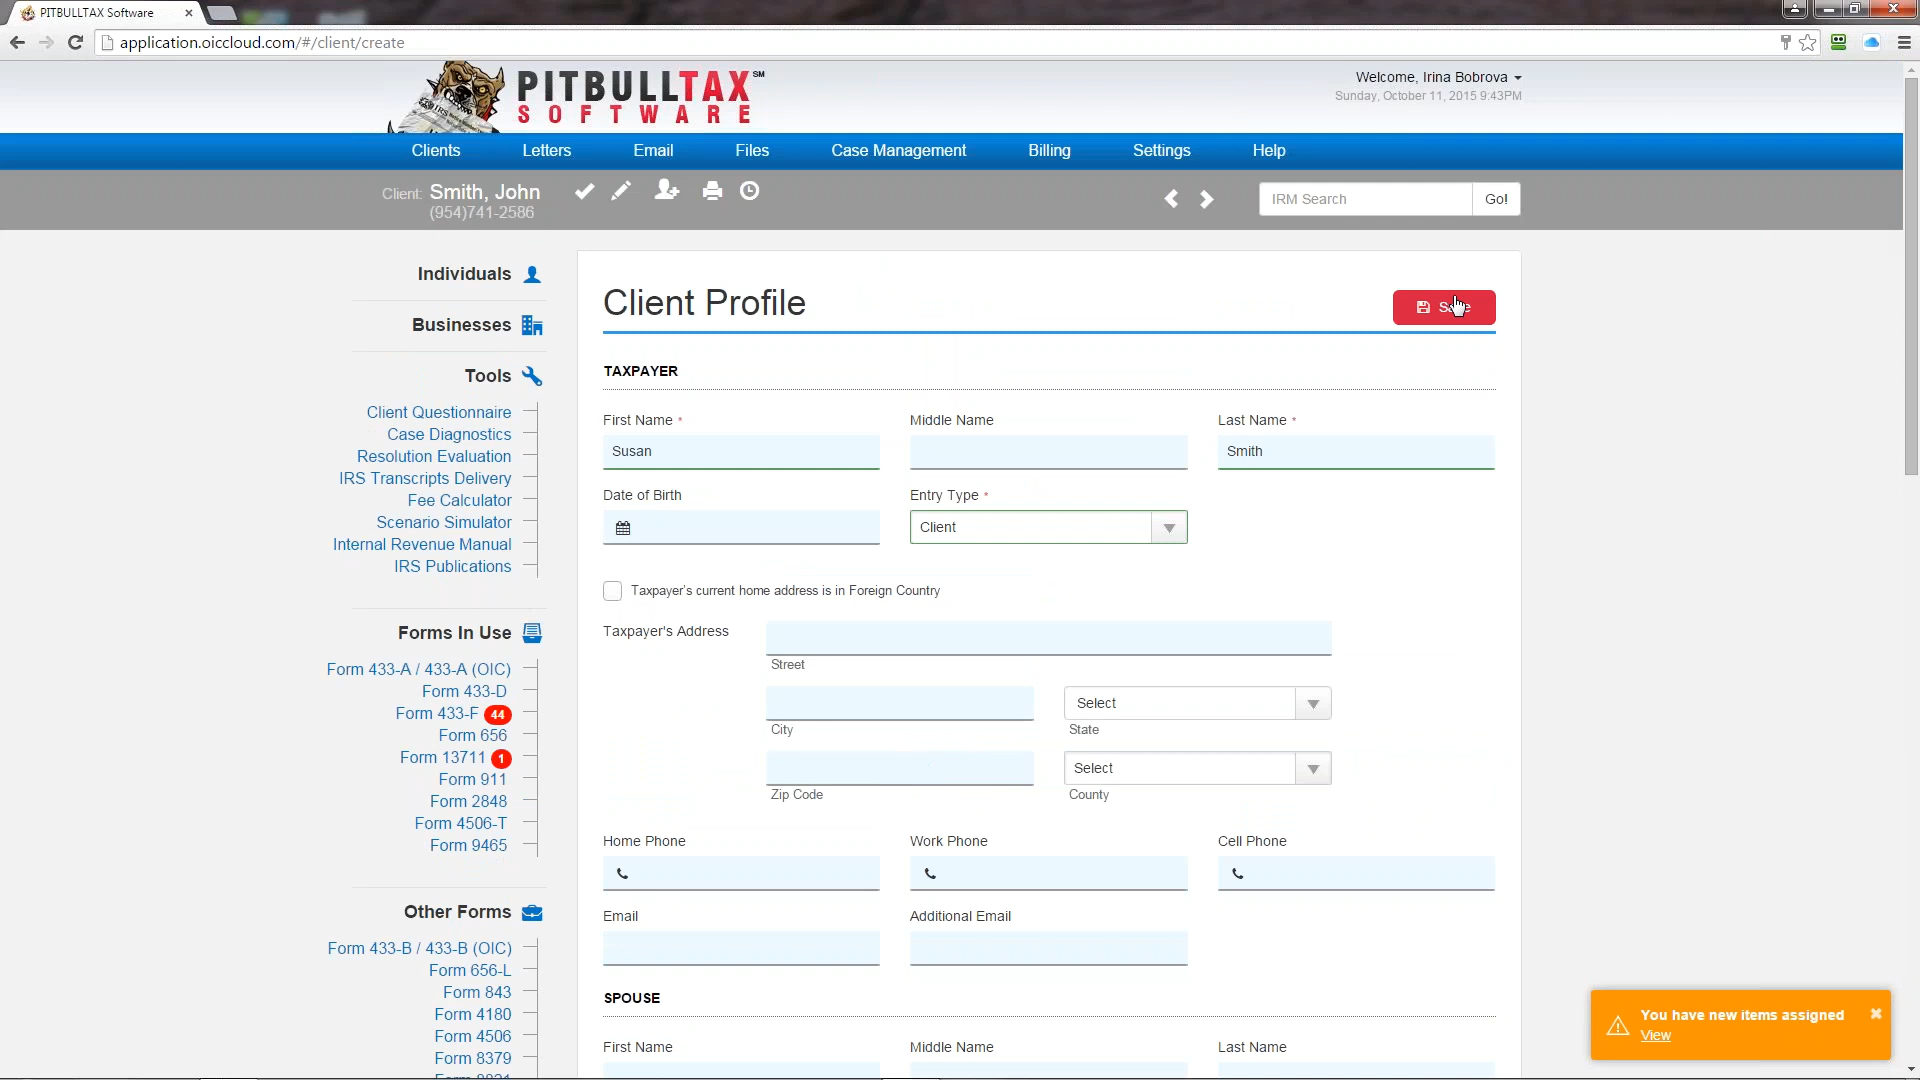 PITBULLTAX Software
application.oiccloud.com/#/client/create
PITBULLTAX SM
SOFTWARE
IRS
Welcome, Irina Bobrova
Sunday, October 11, 2015 9:43PM
Clients
Letters
Email
Files
Case Management
Billing
Settings
Help
Client: Smith, John
(954)741-2586
IRM Search
Go!
Individuals
Businesses
Tools
Client Questionnaire
Case Diagnostics
Resolution Evaluation
IRS Transcripts Delivery
Fee Calculator
Scenario Simulator
Internal Revenue Manual
IRS Publications
Forms In Use
Form 433-A / 433-A (OIC)
Form 433-D
Form 433-F 44
Form 656
Form 13711 1
Form 911
Form 2848
Form 4506-T
Form 9465
Other Forms
Form 433-B / 433-B (OIC)
Form 656-L
Form 843
Form 4180
Form 4506
Form 8379
Client Profile
Save
TAXPAYER
First Name *
Middle Name
Last Name *
Susan
Smith
Date of Birth
Entry Type *
Client
Taxpayer's current home address is in Foreign Country
Taxpayer's Address
Street
Select
City
State
Select
Zip Code
County
Home Phone
Work Phone
Cell Phone
Email
Additional Email
SPOUSE
First Name
Middle Name
Last Name
You have new items assigned
View